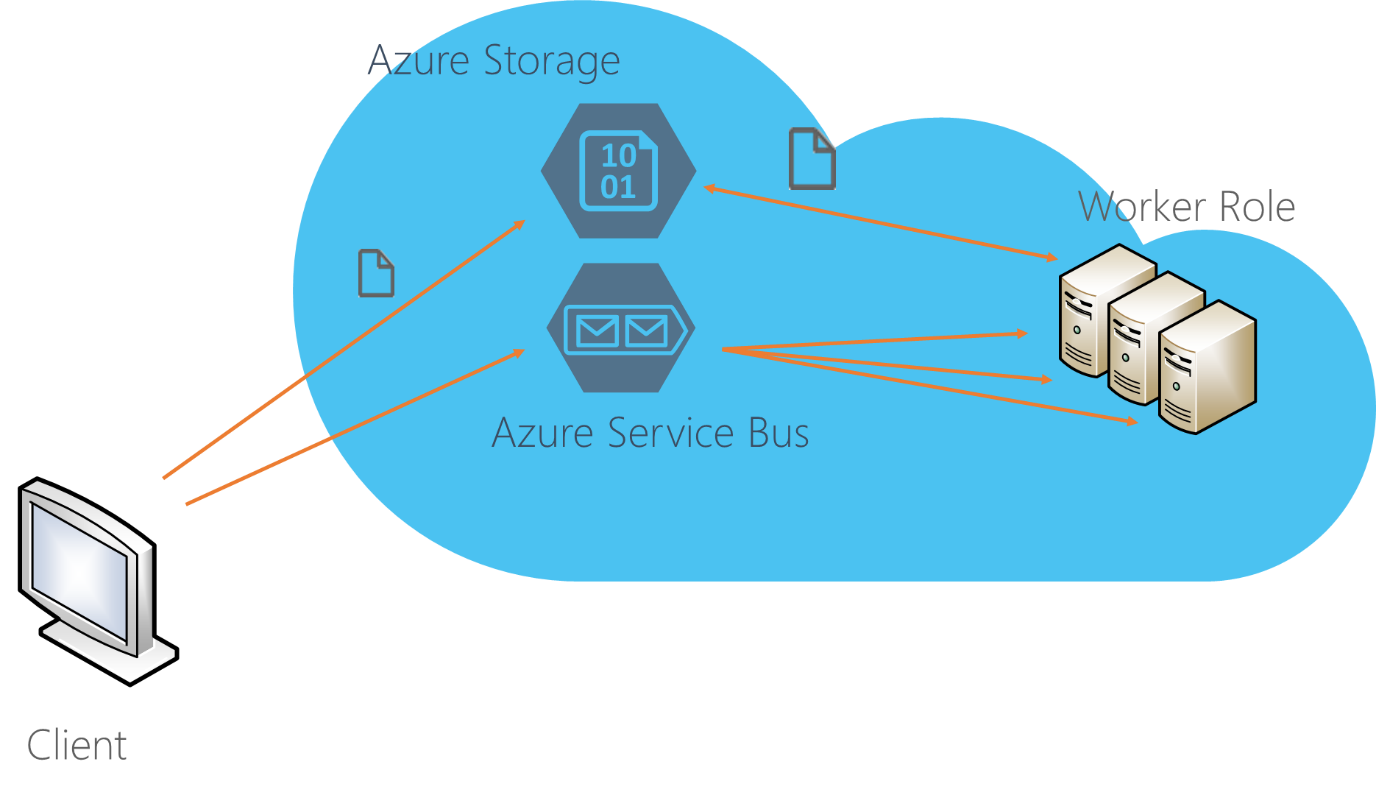 Azure Storage
10
01
Worker Role
Azure Service Bus
Client